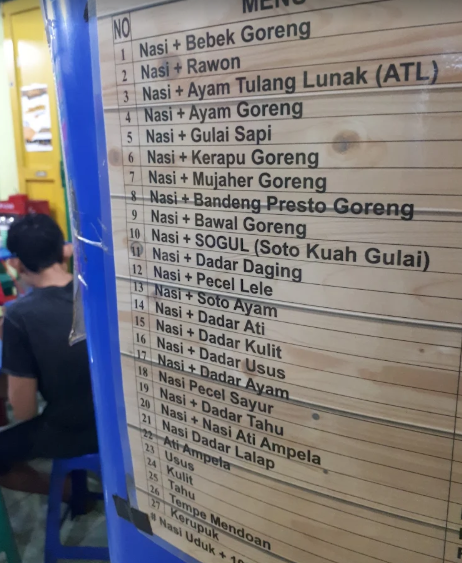 NO MENU
1 Nasi + Bebek Goreng
2 Nasi + Rawon
3 Nasi + Ayam Tulang Lunak (ATL)
4 Nasi + Ayam Goreng
5 Nasi + Gulai Sapi
6 Nasi + Kerapu Goreng
7 Nasi + Mujaher Goreng
8 Nasi + Bandeng Presto Goreng
9 Nasi + Bawal Goreng
10 Nasi + SOGUL (Soto Kuah Gulai)
11 Nasi + Dadar Daging
12 Nasi + Pecel Lele
13 Nasi + Soto Ayam
14 Nasi + Dadar Ati
15 Nasi + Dadar Kulit
16 Nasi + Dadar Usus
17 Nasi + Dadar Ayam
18 Nasi Pecel Sayur
19 Nasi + Dadar Tahu
20 Nasi + Nasi Ati Ampela
21 Nasi Dadar Lalap
22 Ati Ampela
23 Usus
24 Kulit
25 Tahu
26 Tempe Mendoan
27 Kerupuk
# Nasi Uduk +